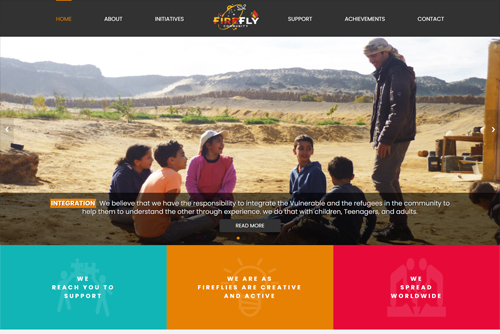 HOME ABOUT INITIATIVES FIREFLY SUPPORT ACHIEVEMENTS CONTACT
COMMUNITY
INTEGRATION We believe that we have the responsibility to integrate the Vulnerable and the refugees in the community to
help them to understand the other through experience. we do that with children, Teenagers, and adults.
READ MORE
WE
REACH YOU TO
SUPPORT
WE ARE AS
FIREFLIES ARE CREATIVE
AND ACTIVE
WE
SPREAD
WORLDWIDE